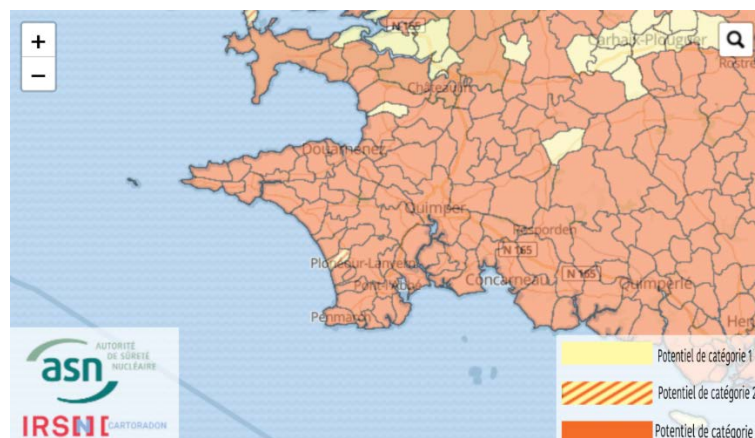 +
−
N 165
Carhaix-Plouguer
Rostre
Châteaulin
Douarnenez
Quimper
Rosporden
N 165
Plonéour-Lanvern
Pont-l'Abbé
Concarneau
N 165
Quimperlé
Penmarch
Her
AUTORITÉ
DE SÛRETÉ
NUCLÉAIRE
asn
IRSN CARTORADON
Potentiel de catégorie 1
Potentiel de catégorie 2
Potentiel de catégorie